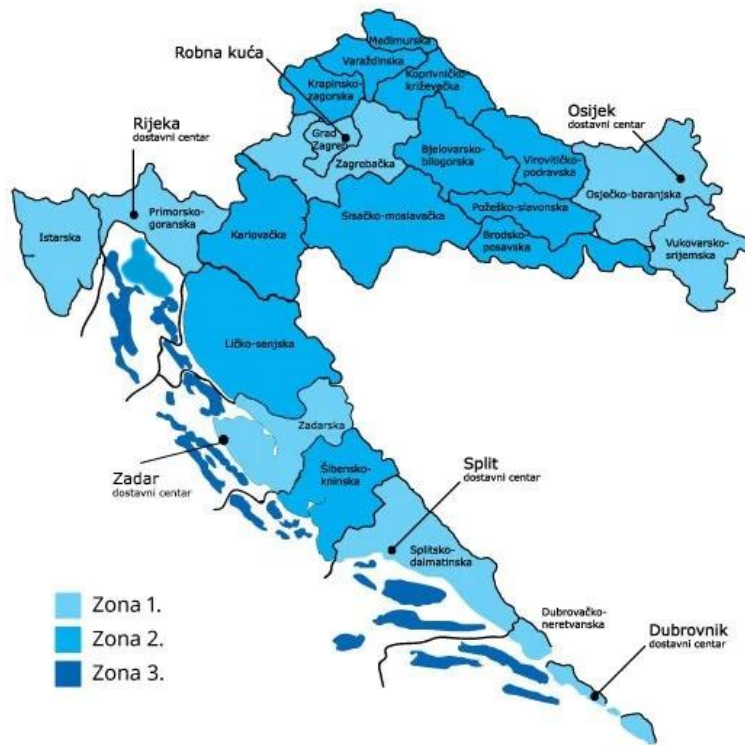 Međimurska
Varaždinska
Robna kuća
Krapinsko-
zagorska
Koprivničko-
križevačka
Rijeka
dostavni centar
Osijek
dostavni centar
Grad
Zagreb
Zagrebačka
Bjelovarsko-
bilogorska
Virovitičko-
podravska
Osječko-baranjska
Istarska
Primorsko-
goranska
Karlovačka
Sisačko-moslavačka
Požeško-slavonska
Brodsko-
posavska
Vukovarsko-
srijemska
Ličko-senjska
Zadarska
Zadar
dostavni centar
Šibensko-
kninska
Split
dostavni centar
Splitsko-
dalmatinska
Zona 1.
Zona 2.
Zona 3.
Dubrovačko-
neretvanska
Dubrovnik
dostavni centar